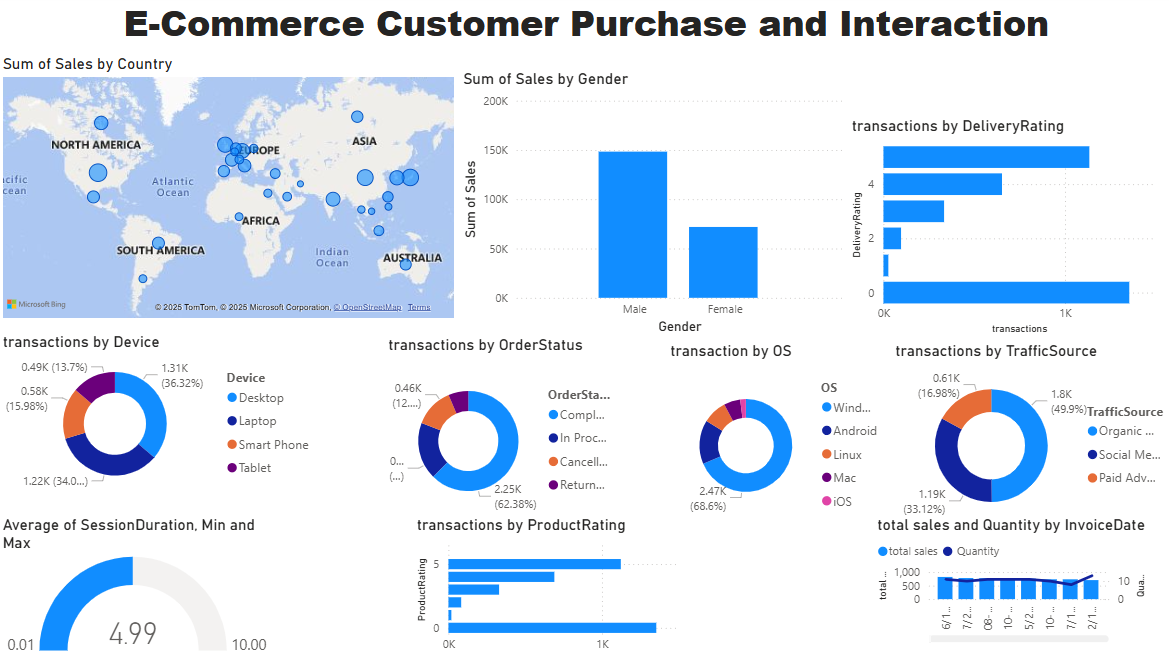 E-Commerce Customer Purchase and Interaction
Sum of Sales by Country
NORTH AMERICA
EUROPE
ASIA
Atlantic
Ocean
AFRICA
SOUTH AMERICA
Indian
Ocean
AUSTRALIA
Microsoft Bing
© 2025 TomTom, © 2025 Microsoft Corporation, © OpenStreetMap Terms
Sum of Sales by Gender
Sum of Sales
200K
150K
100K
50K
0K
Male
Female
Gender
transactions by DeliveryRating
DeliveryRating
4
2
0
0K
1K
transactions
transactions by Device
0.49K (13.7%)
0.58K
(15.98%)
1.31K
(36.32%)
1.22K (34.0...)
Device
Desktop
Laptop
Smart Phone
Tablet
transactions by OrderStatus
0.46K
(12....)
0...
(...)
2.25K
(62.38%)
OrderSta...
Compl...
In Proc...
Cancell...
Return...
transaction by OS
2.47K
(68.6%)
OS
Wind...
Android
Linux
Mac
iOS
transactions by TrafficSource
0.61K
(16.98%)
1.8K
(49.9%)
1.19K
(33.12%)
TrafficSource
Organic ...
Social Me...
Paid Adv...
Average of SessionDuration, Min and
Max
4.99
0.01
10.00
transactions by ProductRating
ProductRating
5
0
0K
1K
total sales and Quantity by InvoiceDate
total sales
Quantity
total ...
1,000
500
0
10
0
Qua...
6/1...
7/2...
08-...
10-...
5/2...
10-...
7/1...
2/1...